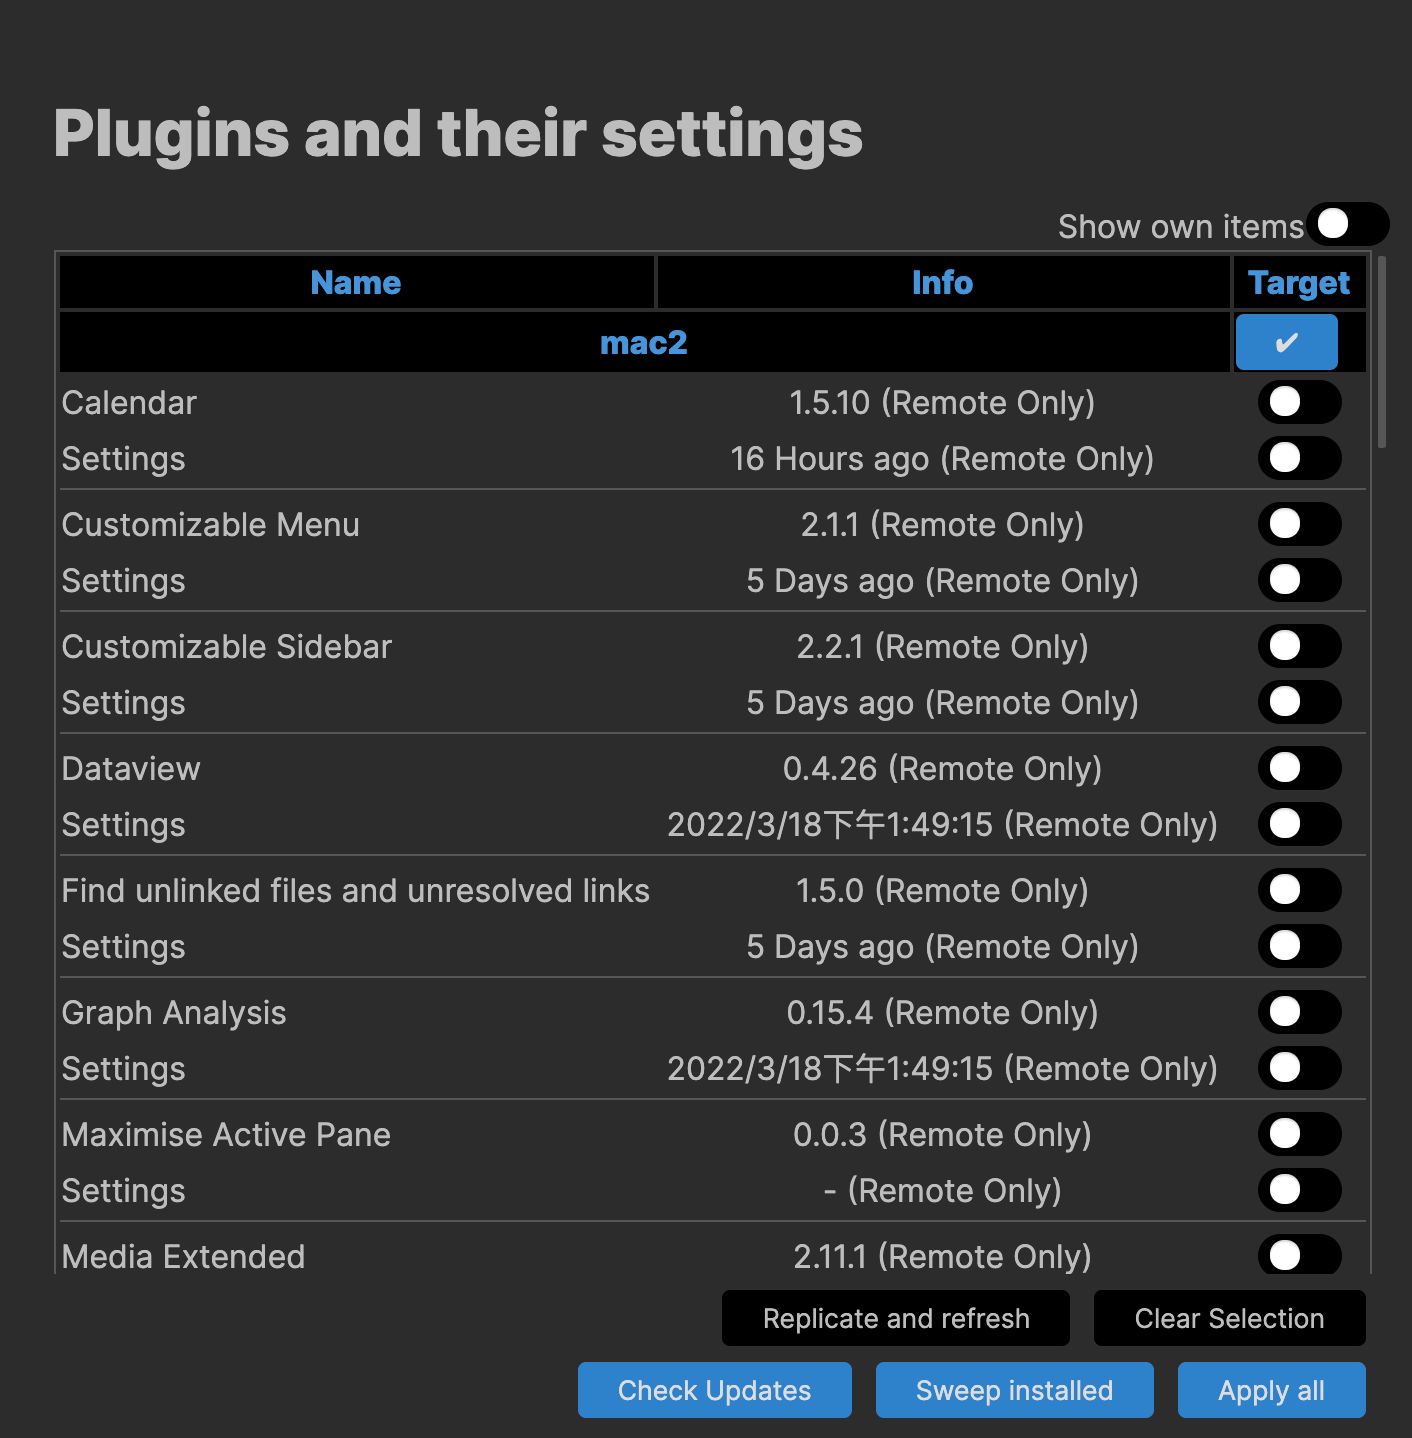 Plugins and their settings
Show own items
Name Info Target
mac2 ✔
Calendar 1.5.10 (Remote Only)
Settings 16 Hours ago (Remote Only)
Customizable Menu 2.1.1 (Remote Only)
Settings 5 Days ago (Remote Only)
Customizable Sidebar 2.2.1 (Remote Only)
Settings 5 Days ago (Remote Only)
Dataview 0.4.26 (Remote Only)
Settings 2022/3/18下午1:49:15 (Remote Only)
Find unlinked files and unresolved links 1.5.0 (Remote Only)
Settings 5 Days ago (Remote Only)
Graph Analysis 0.15.4 (Remote Only)
Settings 2022/3/18下午1:49:15 (Remote Only)
Maximise Active Pane 0.0.3 (Remote Only)
Settings - (Remote Only)
Media Extended 2.11.1 (Remote Only)
Replicate and refresh Clear Selection
Check Updates Sweep installed Apply all